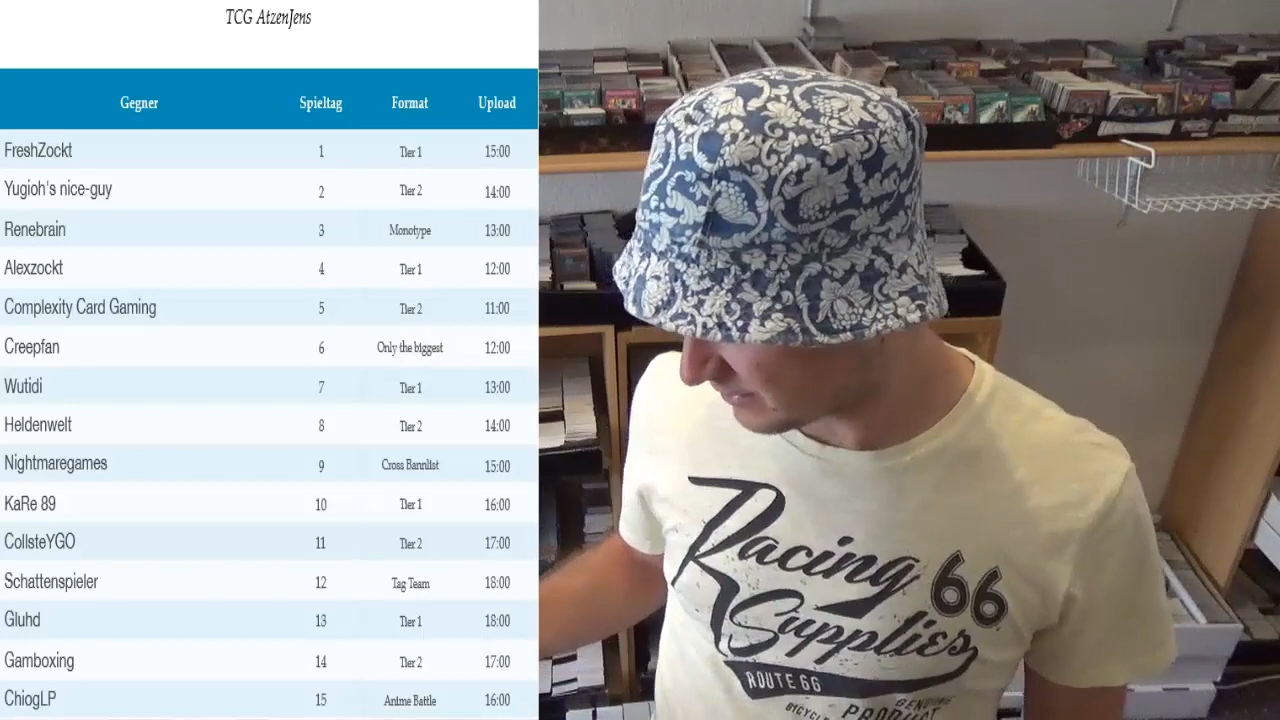 TCG AtzenJens
Gegner Spieltag Format Upload
FreshZockt 1 Tier 1 15:00
Yugioh's nice-guy 2 Tier 2 14:00
Renebrain 3 Monotype 13:00
Alexzockt 4 Tier 1 12:00
Complexity Card Gaming 5 Tier 2 11:00
Creepfan 6 Only the biggest 12:00
Wutidi 7 Tier 1 13:00
Heldenwelt 8 Tier 2 14:00
Nightmaregames 9 Cross Bannlist 15:00
KaRe 89 10 Tier 1 16:00
CollsteYGO 11 Tier 2 17:00
Schattenspieler 12 Tag Team 18:00
Gluhd 13 Tier 1 18:00
Gamboxing 14 Tier 2 17:00
ChiogLP 15 Anime Battle 16:00
Racing 66
Supplies
ROUTE 66
GENUINE
BICYCLE PRODUCT